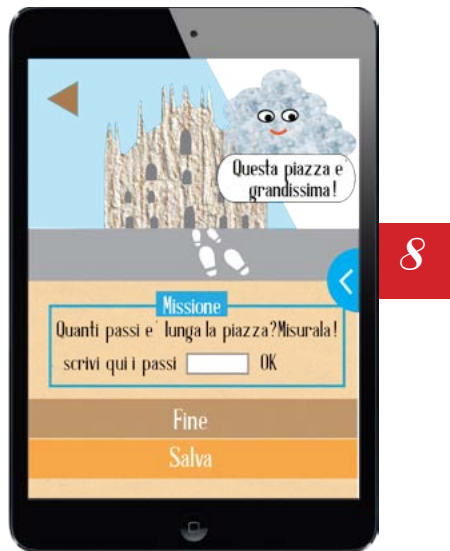 Questa piazza e
grandissima!
8
Missione
Quanti passi e` lunga la piazza?Misurala!
scrivi qui i passi OK
Fine
Salva